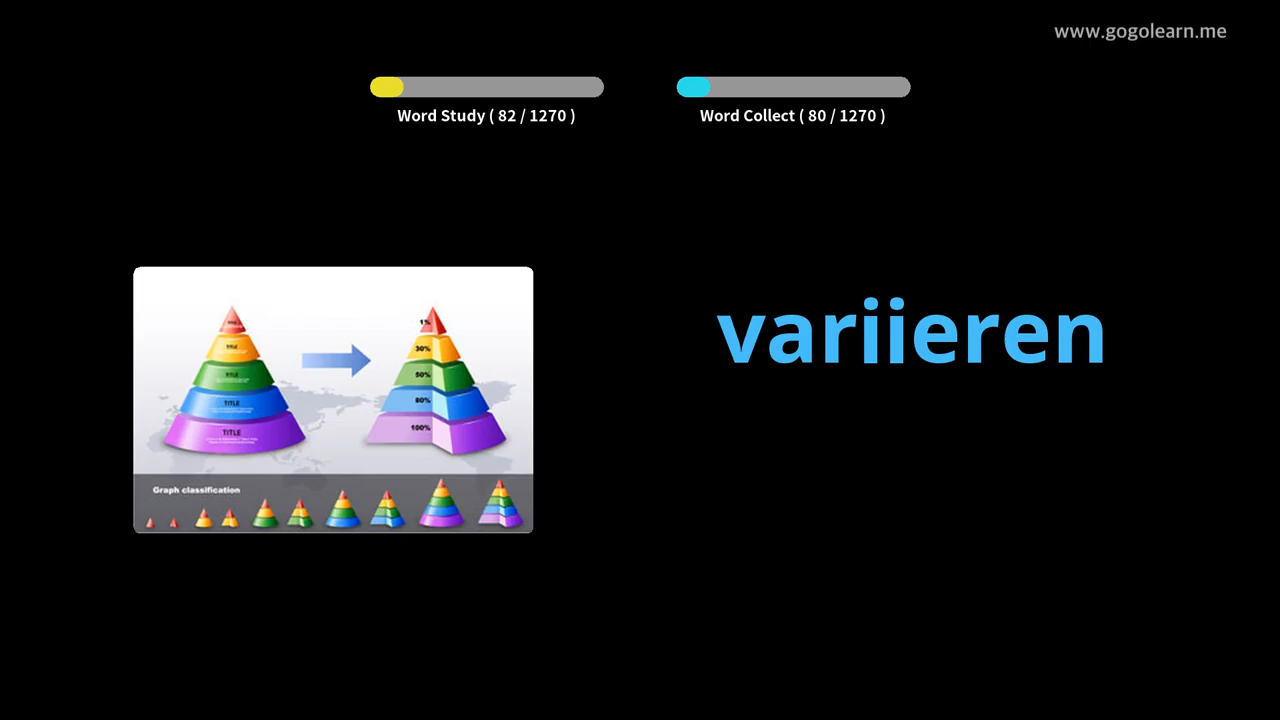 www.gogolearn.me
Word Study ( 82 / 1270 )
Word Collect ( 80 / 1270 )
variieren
1%
30%
50%
80%
100%
TITLE
TITLE
TITLE
TITLE
Graph classification